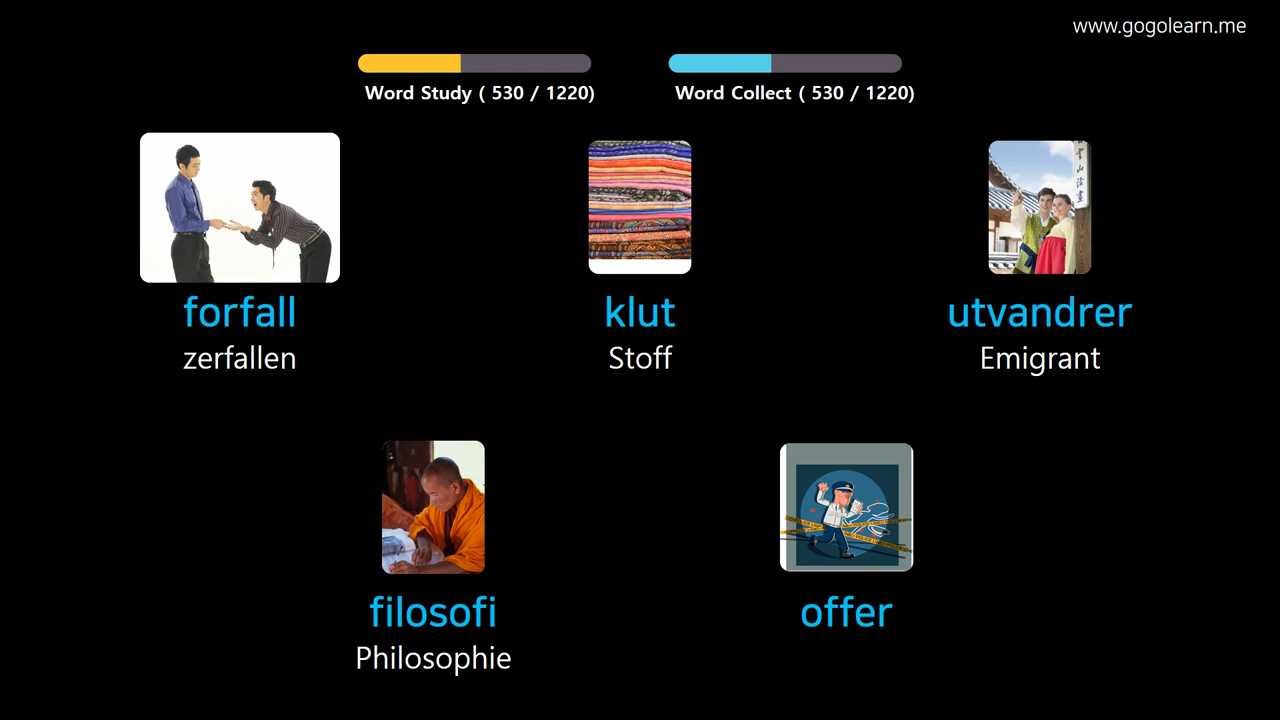 www.gogolearn.me
Word Study ( 530 / 1220)
Word Collect ( 530 / 1220)
forfall
zerfallen
klut
Stoff
utvandrer
Emigrant
filosofi
Philosophie
offer